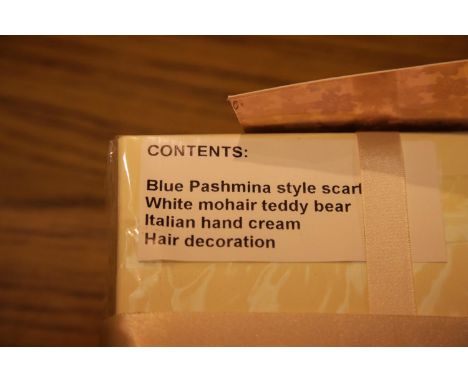 CONTENTS:
Blue Pashmina style scarf
White mohair teddy bear
Italian hand cream
Hair decoration